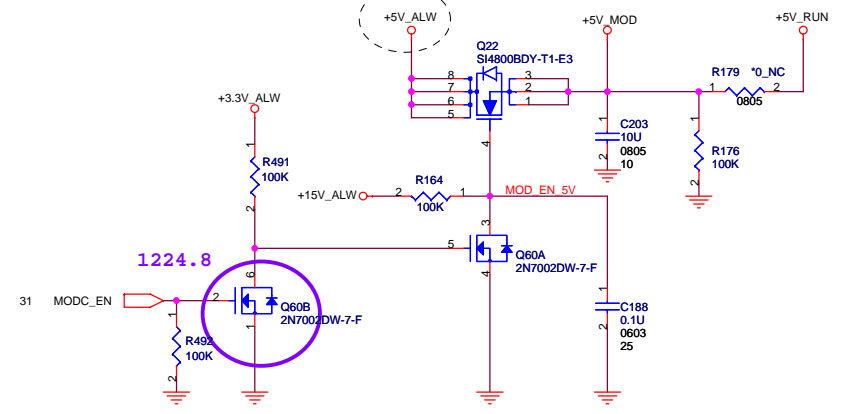 +5V_ALW
+5V_MOD
+5V_RUN
Q22
SI4800BDY-T1-E3
8
7
6
5
3
2
1
4
R179
*0_NC
1
2
0805
+3.3V_ALW
1
R491
100K
2
1
C203
10U
0805
10
2
1
R176
100K
2
+15V_ALW
2
R164
1
100K
MOD_EN_5V
3
5
Q60A
2N7002DW-7-F
4
1224.8
6
31
MODC_EN
2
Q60B
2N7002DW-7-F
1
1
R492
100K
2
1
C188
0.1U
0603
25
2